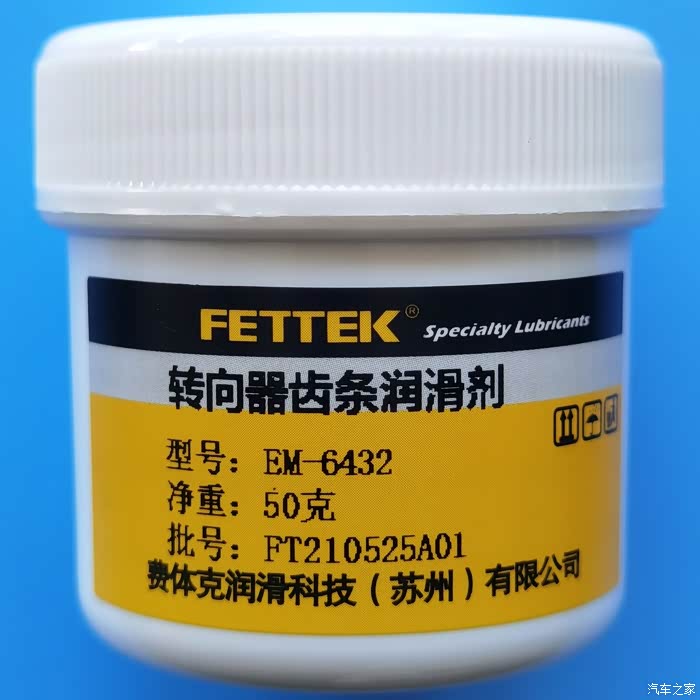 FETTEK® Specialty Lubricants
转向器齿条润滑剂
型号：EM-6432
净重：50克
批号：FT210525A01
费体克润滑科技（苏州）有限公司
汽车之家